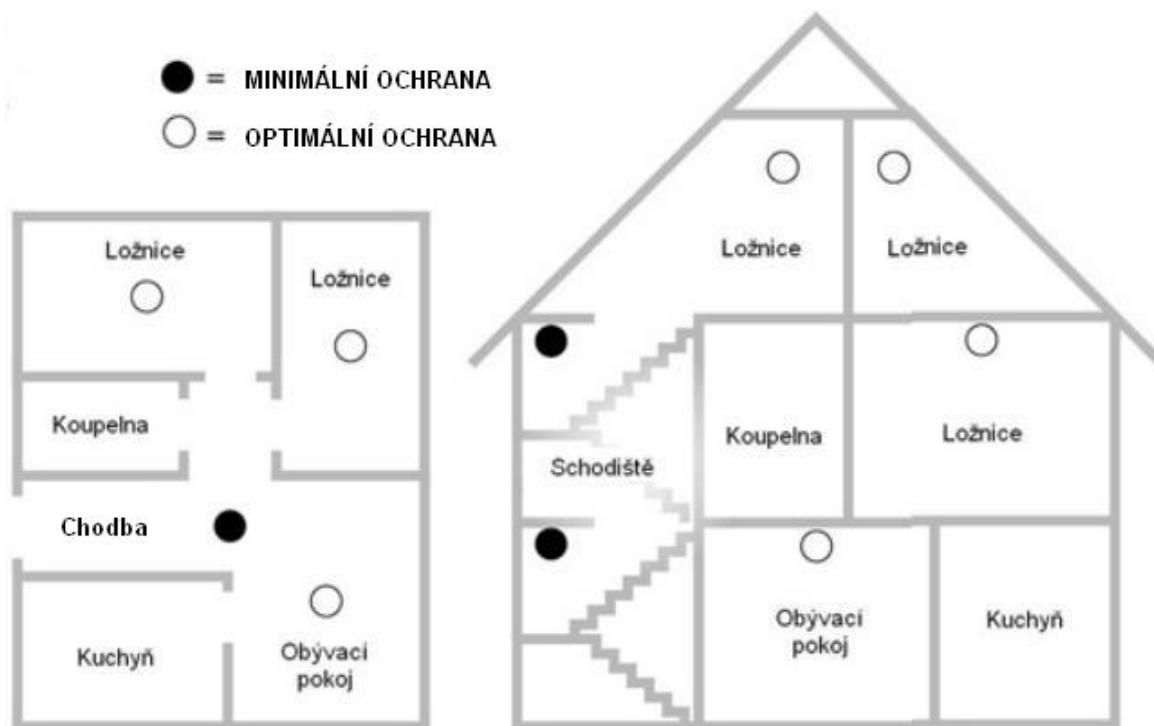 = MINIMÁLNÍ OCHRANA
= OPTIMÁLNÍ OCHRANA
Ložnice
Ložnice
Koupelna
Chodba
Kuchyň
Obývací
pokoj
Ložnice
Ložnice
Koupelna
Ložnice
Schodiště
Obývací
pokoj
Kuchyň